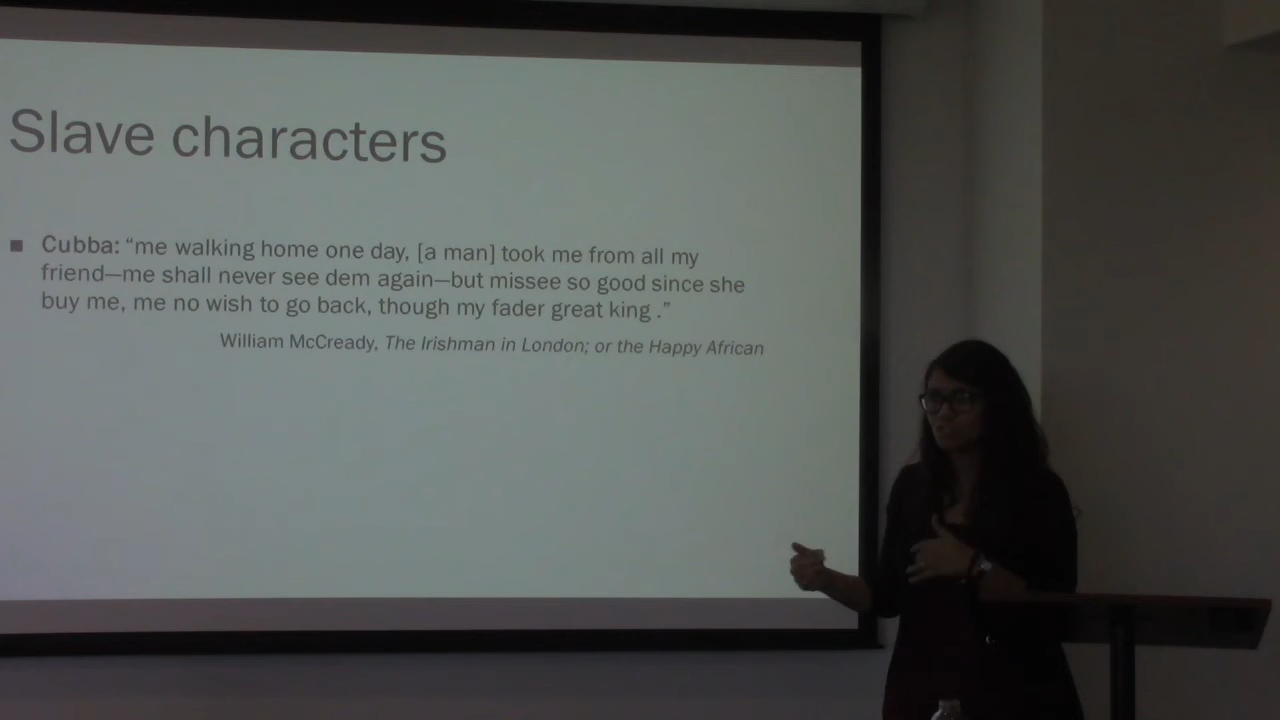 Slave characters
Cubba: “me walking home one day, [a man] took me from all my
friend—me shall never see dem again—but missee so good since she
buy me, me no wish to go back, though my fader great king .”
William McCready, The Irishman in London; or the Happy African